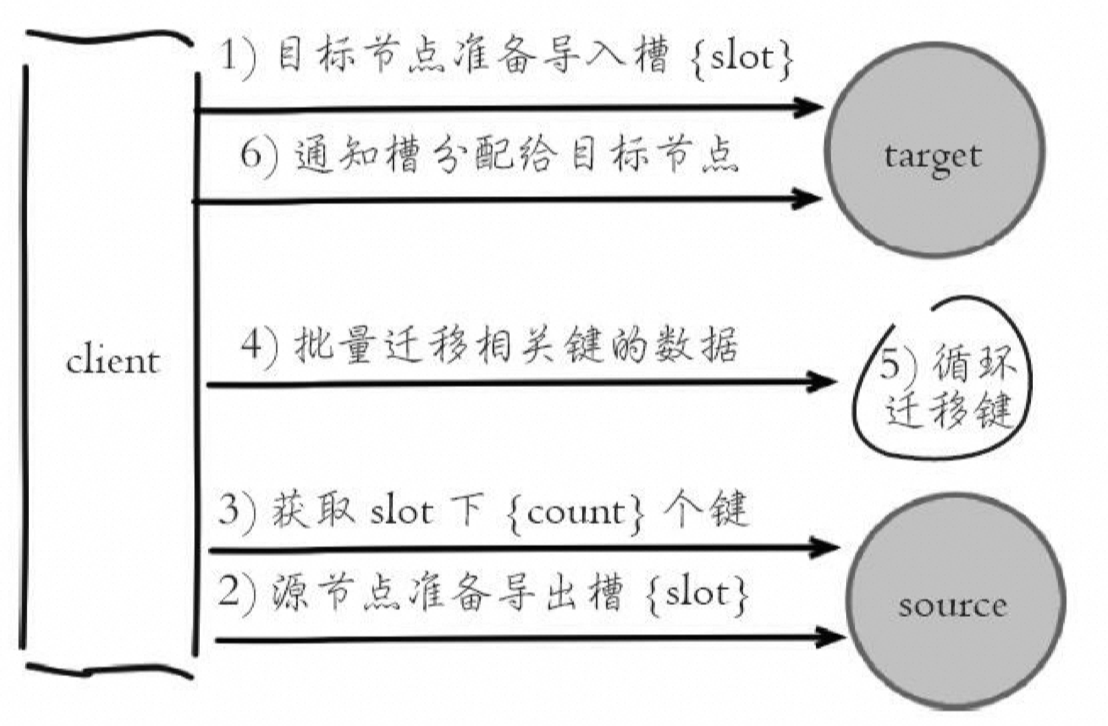 1) 目标节点准备导入槽 {slot}
6) 通知槽分配给目标节点
target
client
4) 批量迁移相关键的数据
5) 循环
迁移键
3) 获取 slot 下 {count} 个键
2) 源节点准备导出槽 {slot}
source